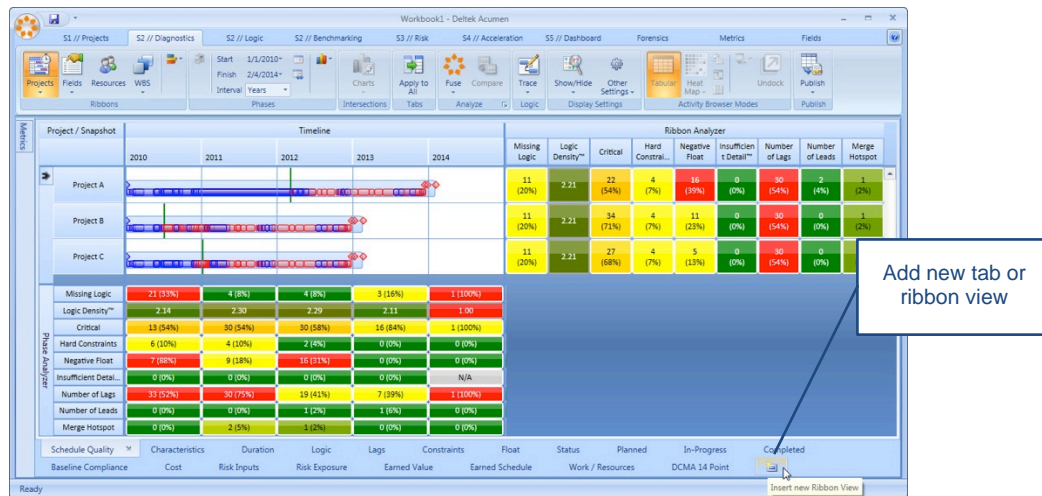 Workbook1 - Deltek Acumen
S1 // Projects S2 // Diagnostics S2 // Logic S2 // Benchmarking S3 // Risk S4 // Acceleration S5 // Dashboard Forensics Metrics Fields
Projects Fields Resources WBS
Start 1/1/2010
Finish 2/4/2014
Interval Years
Charts Apply to All Fuse Compare Trace Show/Hide Other Settings Tabular Heat Map Undock Publish
Ribbons Phases Intersections Tabs Analyze Logic Display Settings Activity Browser Modes Publish
Metrics
Project / Snapshot Timeline Ribbon Analyzer
2010 2011 2012 2013 2014
Missing Logic Logic Density™ Critical Hard Constrai... Negative Float Insufficien t Detail™ Number of Lags Number of Leads Merge Hotspot
Project A 11 (20%) 2.21 22 (54%) 4 (7%) 16 (39%) 0 (0%) 30 (54%) 2 (4%) 1 (2%)
Project B 11 (20%) 2.21 34 (71%) 4 (7%) 11 (23%) 0 (0%) 30 (54%) 0 (0%) 1 (2%)
Project C 11 (20%) 2.21 27 (68%) 4 (7%) 5 (13%) 0 (0%) 30 (54%) 0 (0%)
Add new tab or
ribbon view
Phase Analyzer
Missing Logic 21 (33%) 4 (8%) 4 (8%) 3 (16%) 1 (100%)
Logic Density™ 2.14 2.30 2.29 2.11 1.00
Critical 13 (54%) 30 (54%) 30 (58%) 16 (84%) 1 (100%)
Hard Constraints 6 (10%) 4 (10%) 2 (4%) 0 (0%) 0 (0%)
Negative Float 7 (88%) 9 (18%) 16 (31%) 0 (0%) 0 (0%)
Insufficient Detai... 0 (0%) 0 (0%) 0 (0%) 0 (0%) N/A
Number of Lags 33 (52%) 30 (75%) 19 (41%) 7 (39%) 1 (100%)
Number of Leads 0 (0%) 0 (0%) 1 (2%) 1 (6%) 0 (0%)
Merge Hotspot 0 (0%) 2 (5%) 1 (2%) 0 (0%) 0 (0%)
Schedule Quality Characteristics Duration Logic Lags Constraints Float Status Planned In-Progress Completed
Baseline Compliance Cost Risk Inputs Risk Exposure Earned Value Earned Schedule Work / Resources DCMA 14 Point
Insert new Ribbon View
Ready